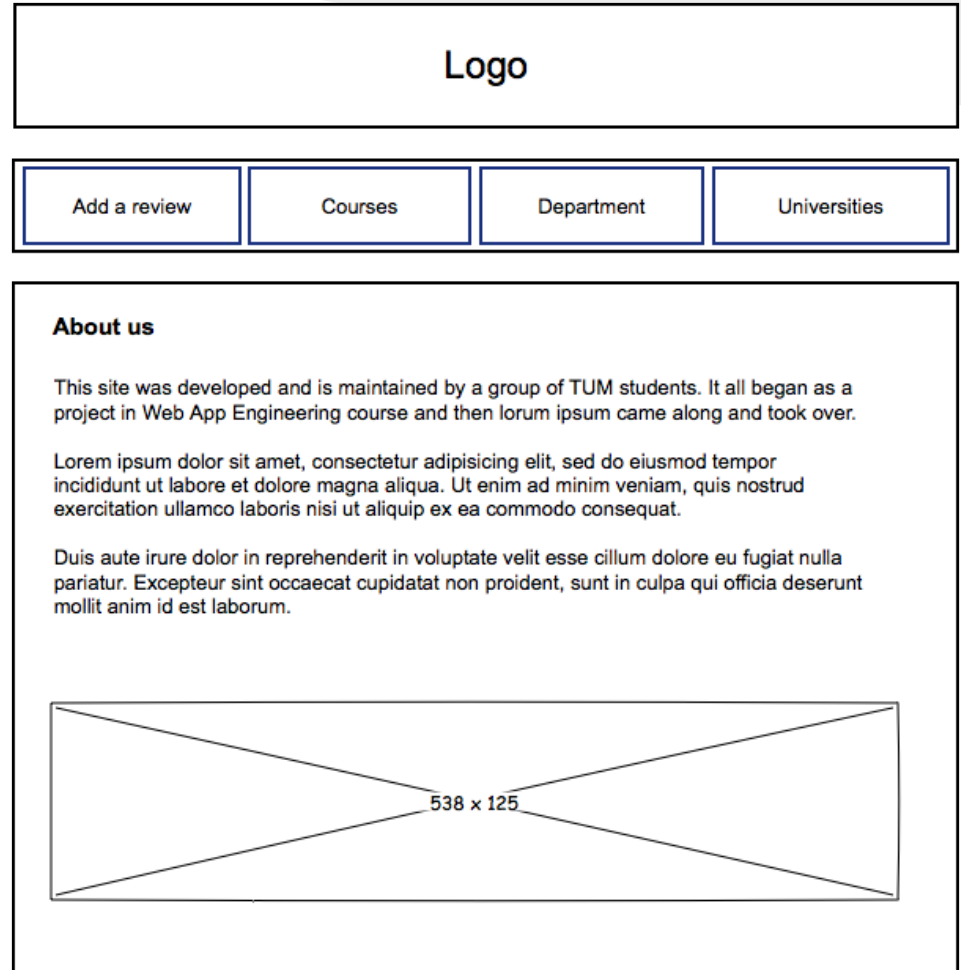 Logo
Add a review
Courses
Department
Universities
About us
This site was developed and is maintained by a group of TUM students. It all began as a
project in Web App Engineering course and then lorum ipsum came along and took over.
Lorem ipsum dolor sit amet, consectetur adipisicing elit, sed do eiusmod tempor
incididunt ut labore et dolore magna aliqua. Ut enim ad minim veniam, quis nostrud
exercitation ullamco laboris nisi ut aliquip ex ea commodo consequat.
Duis aute irure dolor in reprehenderit in voluptate velit esse cillum dolore eu fugiat nulla
pariatur. Excepteur sint occaecat cupidatat non proident, sunt in culpa qui officia deserunt
mollit anim id est laborum.
538 x 125